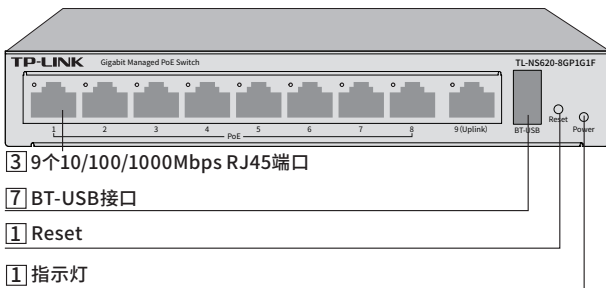 TP-LINK Gigabit Managed PoE Switch TL-NS620-8GP1G1F
1 2 3 4 5 6 7 8 9(Uplink) BT-USB Reset Power
PoE
3 9个10/100/1000Mbps RJ45端口
7 BT-USB接口
1 Reset
1 指示灯